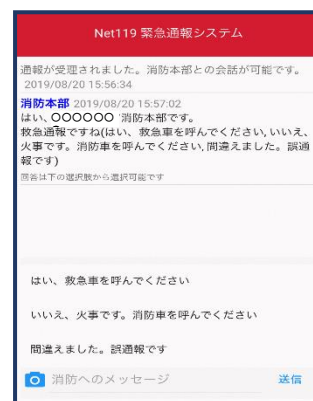 Net119 緊急通報システム
通報が受理されました。消防本部との会話が可能です。
2019/08/20 15:56:34
消防本部 2019/08/20 15:57:02
はい、〇〇〇〇〇〇 消防本部です。
救急通報ですね(はい、救急車を呼んでください, いいえ、
火事です。消防車を呼んでください, 間違えました。誤通
報です)
回答は下の選択肢から選択可能です
はい、救急車を呼んでください
いいえ、火事です。消防車を呼んでください
間違えました。誤通報です
消防へのメッセージ
送信